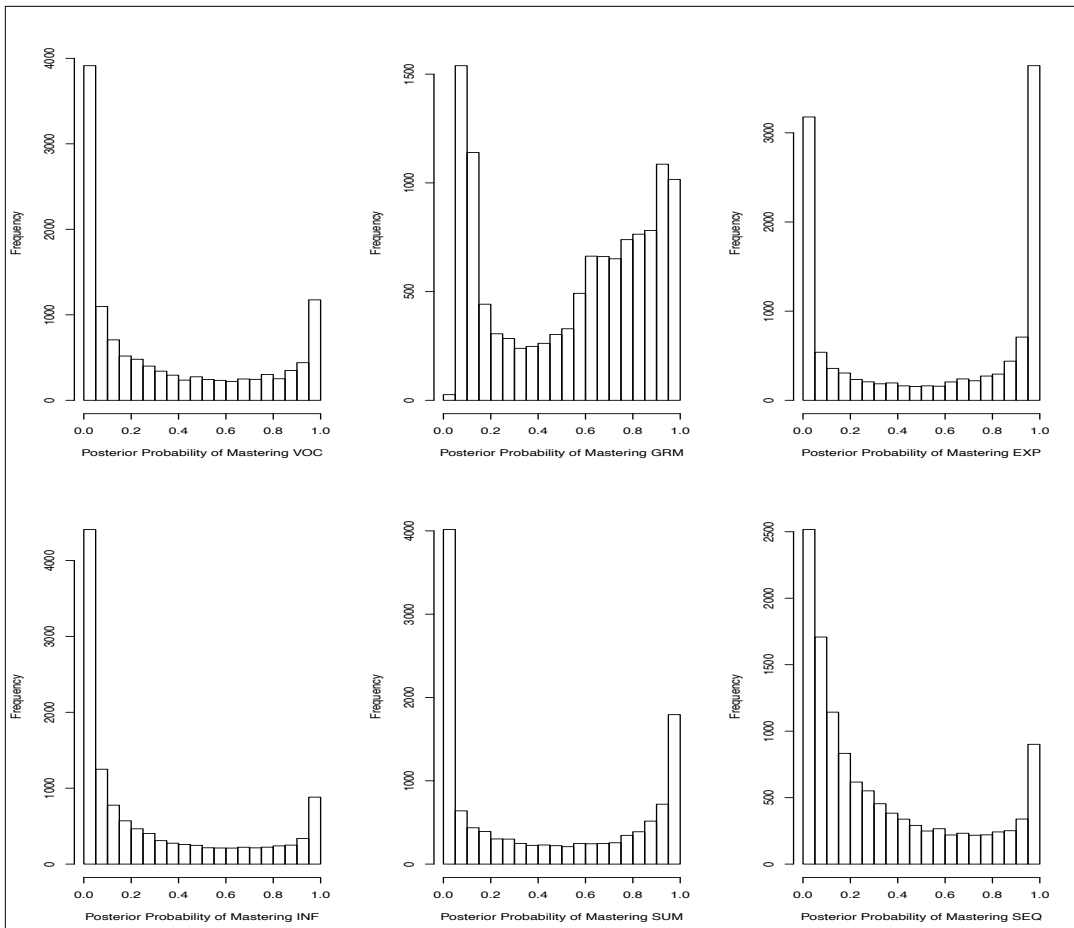 4000
3000
2000
1000
0
Frequency
0.0 0.2 0.4 0.6 0.8 1.0
Posterior Probability of Mastering VOC
1500
1000
500
0
Frequency
0.0 0.2 0.4 0.6 0.8 1.0
Posterior Probability of Mastering GRM
3000
2000
1000
0
Frequency
0.0 0.2 0.4 0.6 0.8 1.0
Posterior Probability of Mastering EXP
4000
3000
2000
1000
0
Frequency
0.0 0.2 0.4 0.6 0.8 1.0
Posterior Probability of Mastering INF
4000
3000
2000
1000
0
Frequency
0.0 0.2 0.4 0.6 0.8 1.0
Posterior Probability of Mastering SUM
2500
2000
1500
1000
500
0
Frequency
0.0 0.2 0.4 0.6 0.8 1.0
Posterior Probability of Mastering SEQ